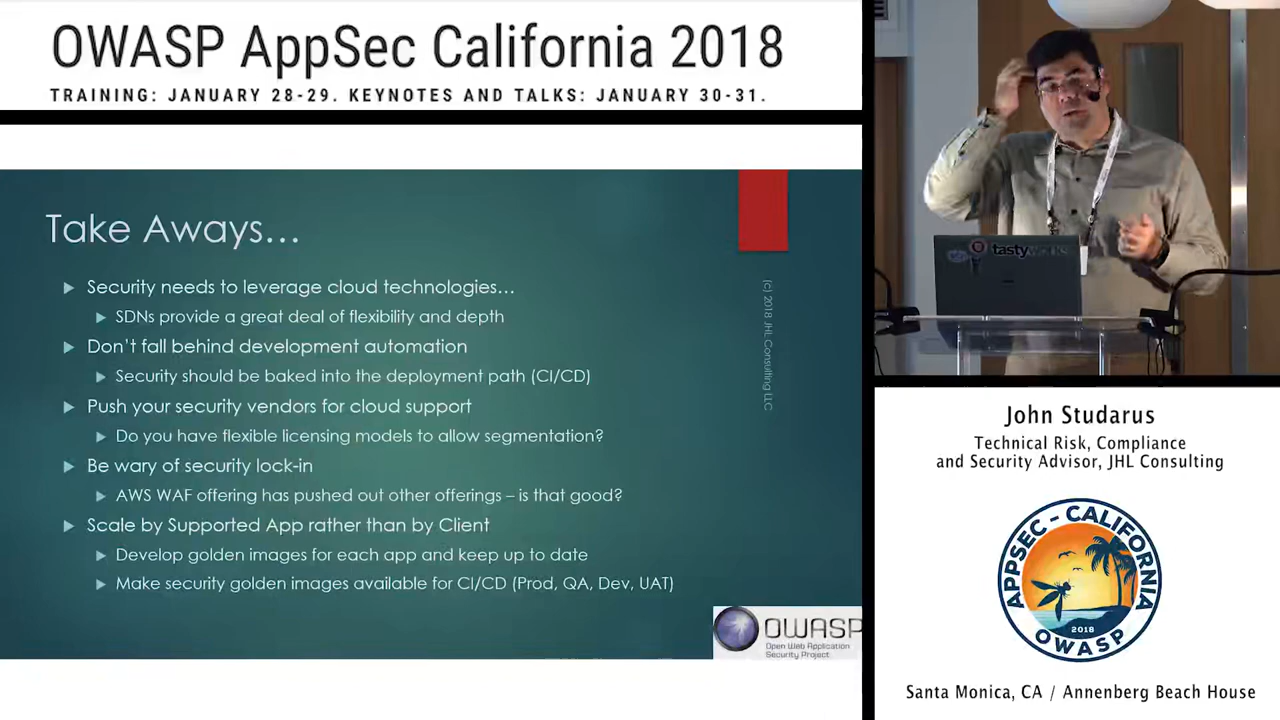 OWASP AppSec California 2018
TRAINING: JANUARY 28-29. KEYNOTES AND TALKS: JANUARY 30-31.
Take Aways...
Security needs to leverage cloud technologies...
SDNs provide a great deal of flexibility and depth
Don't fall behind development automation
Security should be baked into the deployment path (CI/CD)
Push your security vendors for cloud support
Do you have flexible licensing models to allow segmentation?
Be wary of security lock-in
AWS WAF offering has pushed out other offerings – is that good?
Scale by Supported App rather than by Client
Develop golden images for each app and keep up to date
Make security golden images available for CI/CD (Prod, QA, Dev, UAT)
(c) 2018 JHL Consulting LLC
OWASP
Open Web Application
Security Project
tastyworks
John Studarus
Technical Risk, Compliance
and Security Advisor, JHL Consulting
APPSEC - CALIFORNIA
2018
OWASP
Santa Monica, CA / Annenberg Beach House